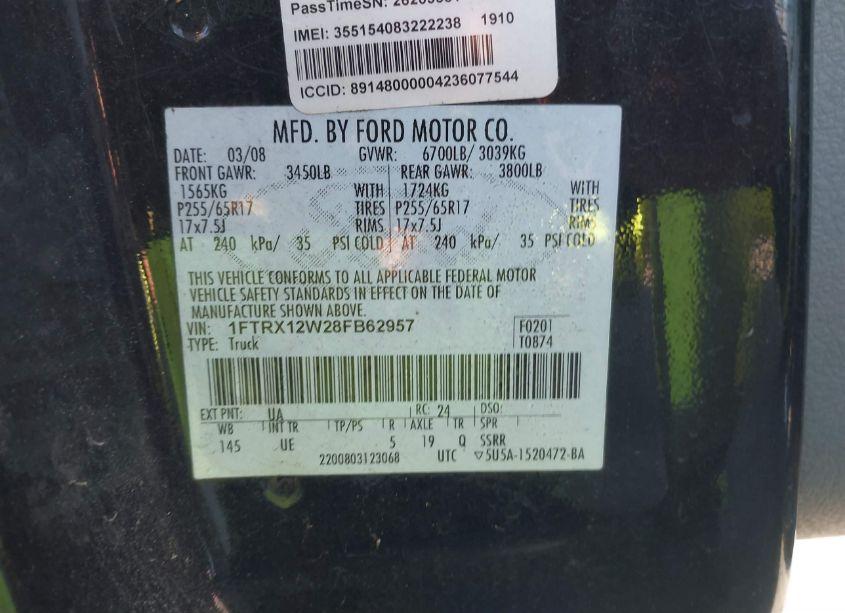 PassTimeSN:
IMEI: 355154083222238 1910
ICCID: 89148000004236077544
MFD. BY FORD MOTOR CO.
DATE: 03/08 GVWR: 6700LB/ 3039KG
FRONT GAWR: 3450LB REAR GAWR: 3800LB
1565KG WITH 1724KG WITH
P255/65R17 TIRES P255/65R17 TIRES
17x7.5J RIMS 17x7.5J RIMS
AT 240 kPa/ 35 PSI COLD AT 240 kPa/ 35 PSI COLD
THIS VEHICLE CONFORMS TO ALL APPLICABLE FEDERAL MOTOR
VEHICLE SAFETY STANDARDS IN EFFECT ON THE DATE OF
MANUFACTURE SHOWN ABOVE.
VIN: 1FTRX12W28FB62957 F0201
TYPE: Truck T0874
EXT PNT: UA RC: 24 DSO:
WB INT TR TP/PS R AXLE TR SPR
145 UE 5 19 Q SSRR
2200803123068 UTC ▽5U5A-1520472-BA